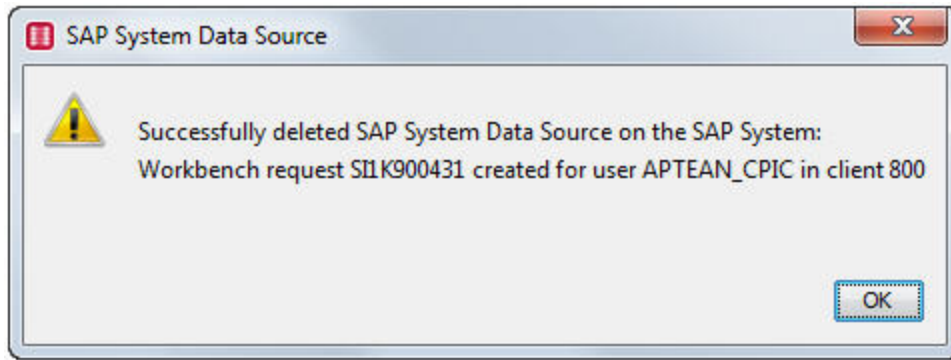 SAP System Data Source
Successfully deleted SAP System Data Source on the SAP System:
Workbench request SI1K900431 created for user APTEAN_CPIC in client 800
OK